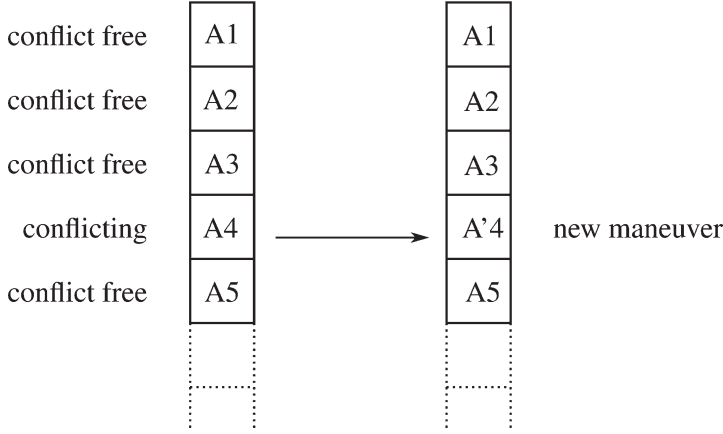 conflict free A1 A1
conflict free A2 A2
conflict free A3 A3
conflicting A4 A'4 new maneuver
conflict free A5 A5